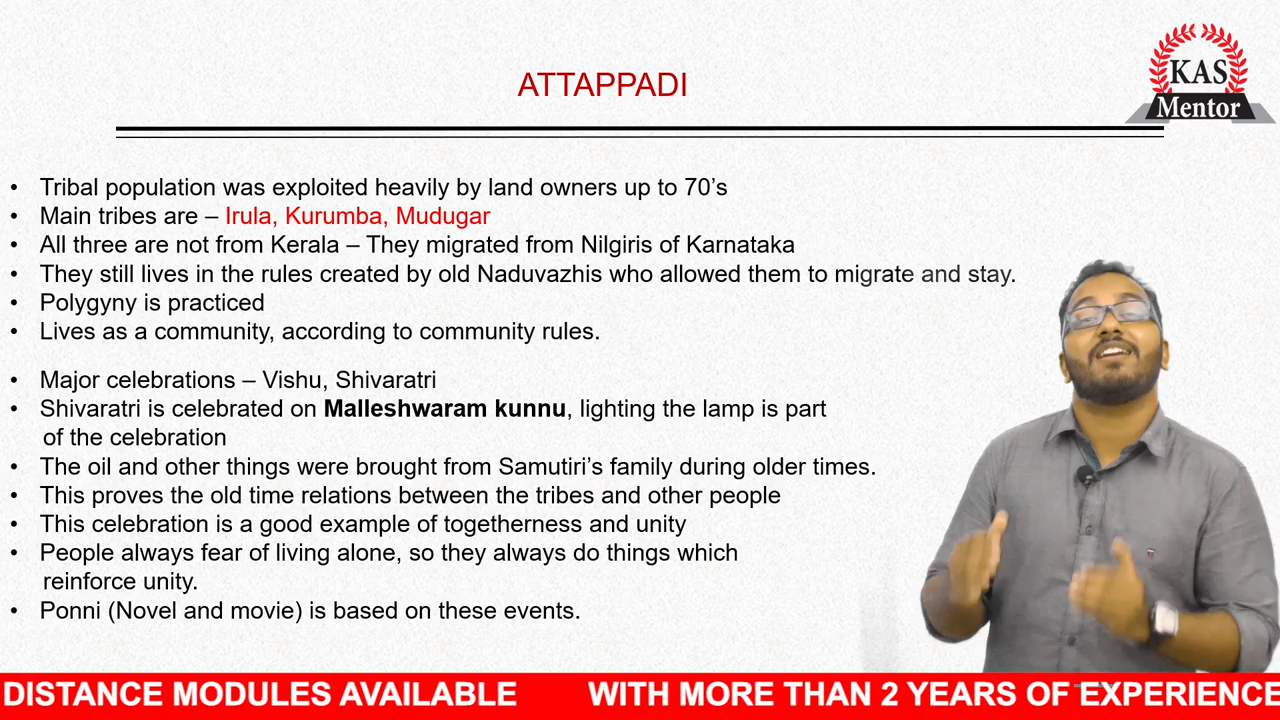 ATTAPPADI
KAS
Mentor
• Tribal population was exploited heavily by land owners up to 70’s
• Main tribes are – Irula, Kurumba, Mudugar
• All three are not from Kerala – They migrated from Nilgiris of Karnataka
• They still lives in the rules created by old Naduvazhis who allowed them to migrate and stay.
• Polygyny is practiced
• Lives as a community, according to community rules.
• Major celebrations – Vishu, Shivaratri
• Shivaratri is celebrated on Malleshwaram kunnu, lighting the lamp is part
of the celebration
• The oil and other things were brought from Samutiri’s family during older times.
• This proves the old time relations between the tribes and other people
• This celebration is a good example of togetherness and unity
• People always fear of living alone, so they always do things which
reinforce unity.
• Ponni (Novel and movie) is based on these events.
DISTANCE MODULES AVAILABLE WITH MORE THAN 2 YEARS OF EXPERIENCE